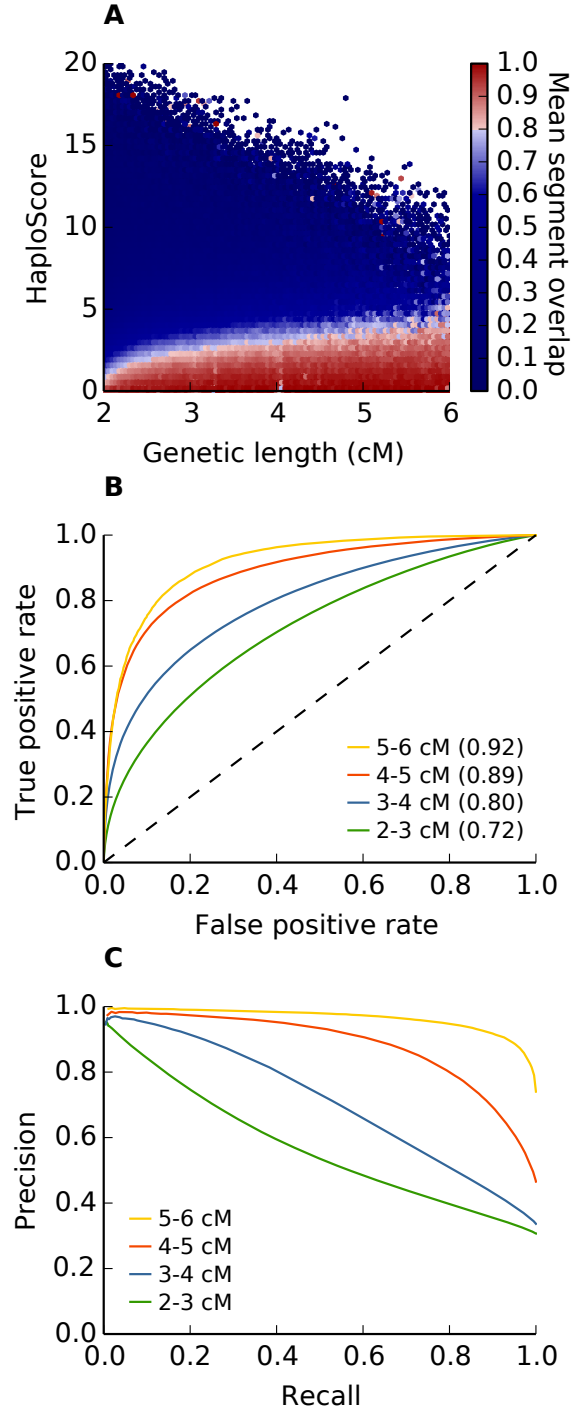 A
20
15
10
5
0
HaploScore
2
3
4
5
6
Genetic length (cM)
1.0
0.9
0.8
0.7
0.6
0.5
0.4
0.3
0.2
0.1
0.0
Mean segment overlap
B
1.0
0.8
0.6
0.4
0.2
0.0
True positive rate
5-6 cM (0.92)
4-5 cM (0.89)
3-4 cM (0.80)
2-3 cM (0.72)
0.0
0.2
0.4
0.6
0.8
1.0
False positive rate
C
1.0
0.8
0.6
0.4
0.2
0.0
Precision
5-6 cM
4-5 cM
3-4 cM
2-3 cM
0.0
0.2
0.4
0.6
0.8
1.0
Recall